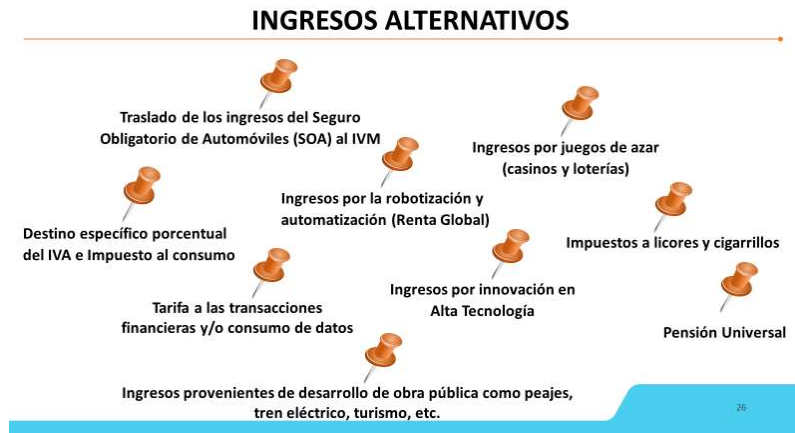 INGRESOS ALTERNATIVOS
Traslado de los ingresos del Seguro
Obligatorio de Automóviles (SOA) al IVM
Ingresos por juegos de azar
(casinos y loterías)
Ingresos por la robotización y
automatización (Renta Global)
Destino específico porcentual
del IVA e Impuesto al consumo
Impuestos a licores y cigarrillos
Ingresos por innovación en
Alta Tecnología
Tarifa a las transacciones
financieras y/o consumo de datos
Pensión Universal
Ingresos provenientes de desarrollo de obra pública como peajes,
tren eléctrico, turismo, etc.
26